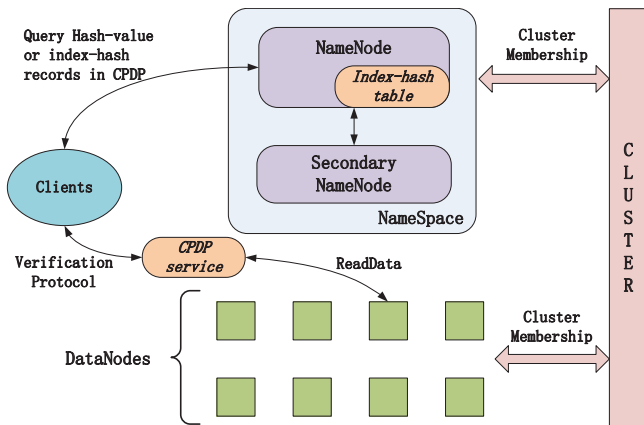 Query Hash-value
or index-hash
records in CPDP
NameNode
Index-hash
table
Cluster
Membership
Secondary
NameNode
NameSpace
Clients
CPDP
service
Verification
Protocol
ReadData
DataNodes
Cluster
Membership
CLUSTER